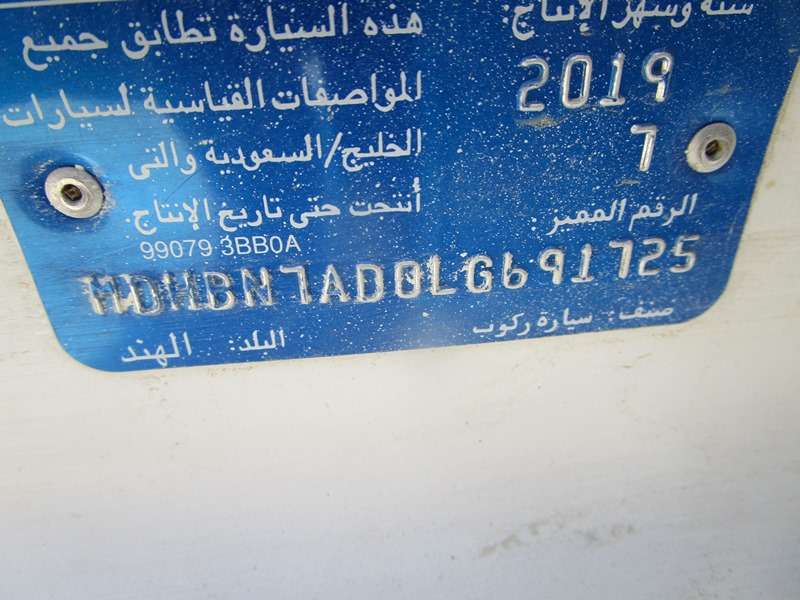 سنة وشهر الإنتاج:
هذه السيارة تطابق جميع
2019
المواصفات القياسية لسيارات
7
الخليج/السعودية والتى
الرقم المميز:
أنتجت حتى تاريخ الإنتاج.
99079 3BB0A
MDHBN7AD0LG691725
صنف: سيارة ركوب
البلد: الهند